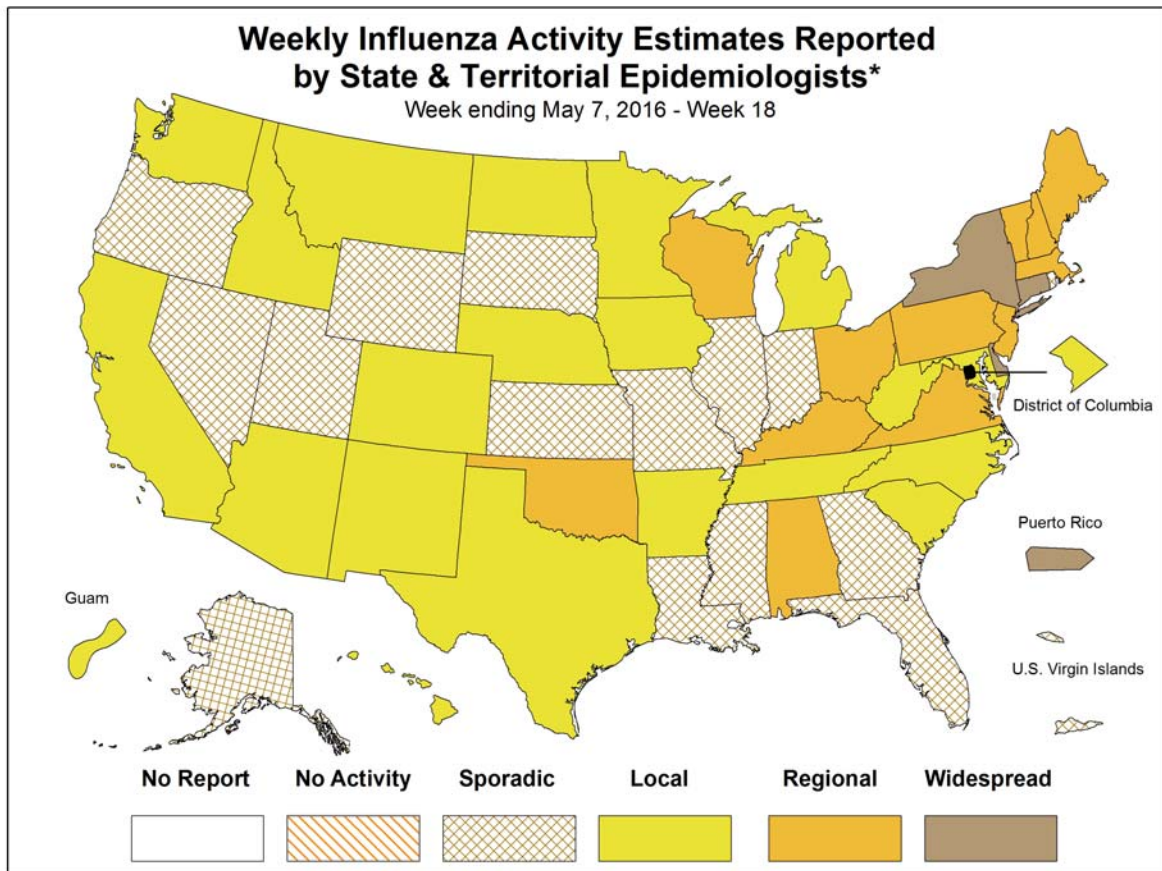 Weekly Influenza Activity Estimates Reported
by State & Territorial Epidemiologists*
Week ending May 7, 2016 - Week 18
District of Columbia
Puerto Rico
Guam
U.S. Virgin Islands
No Report No Activity Sporadic Local Regional Widespread